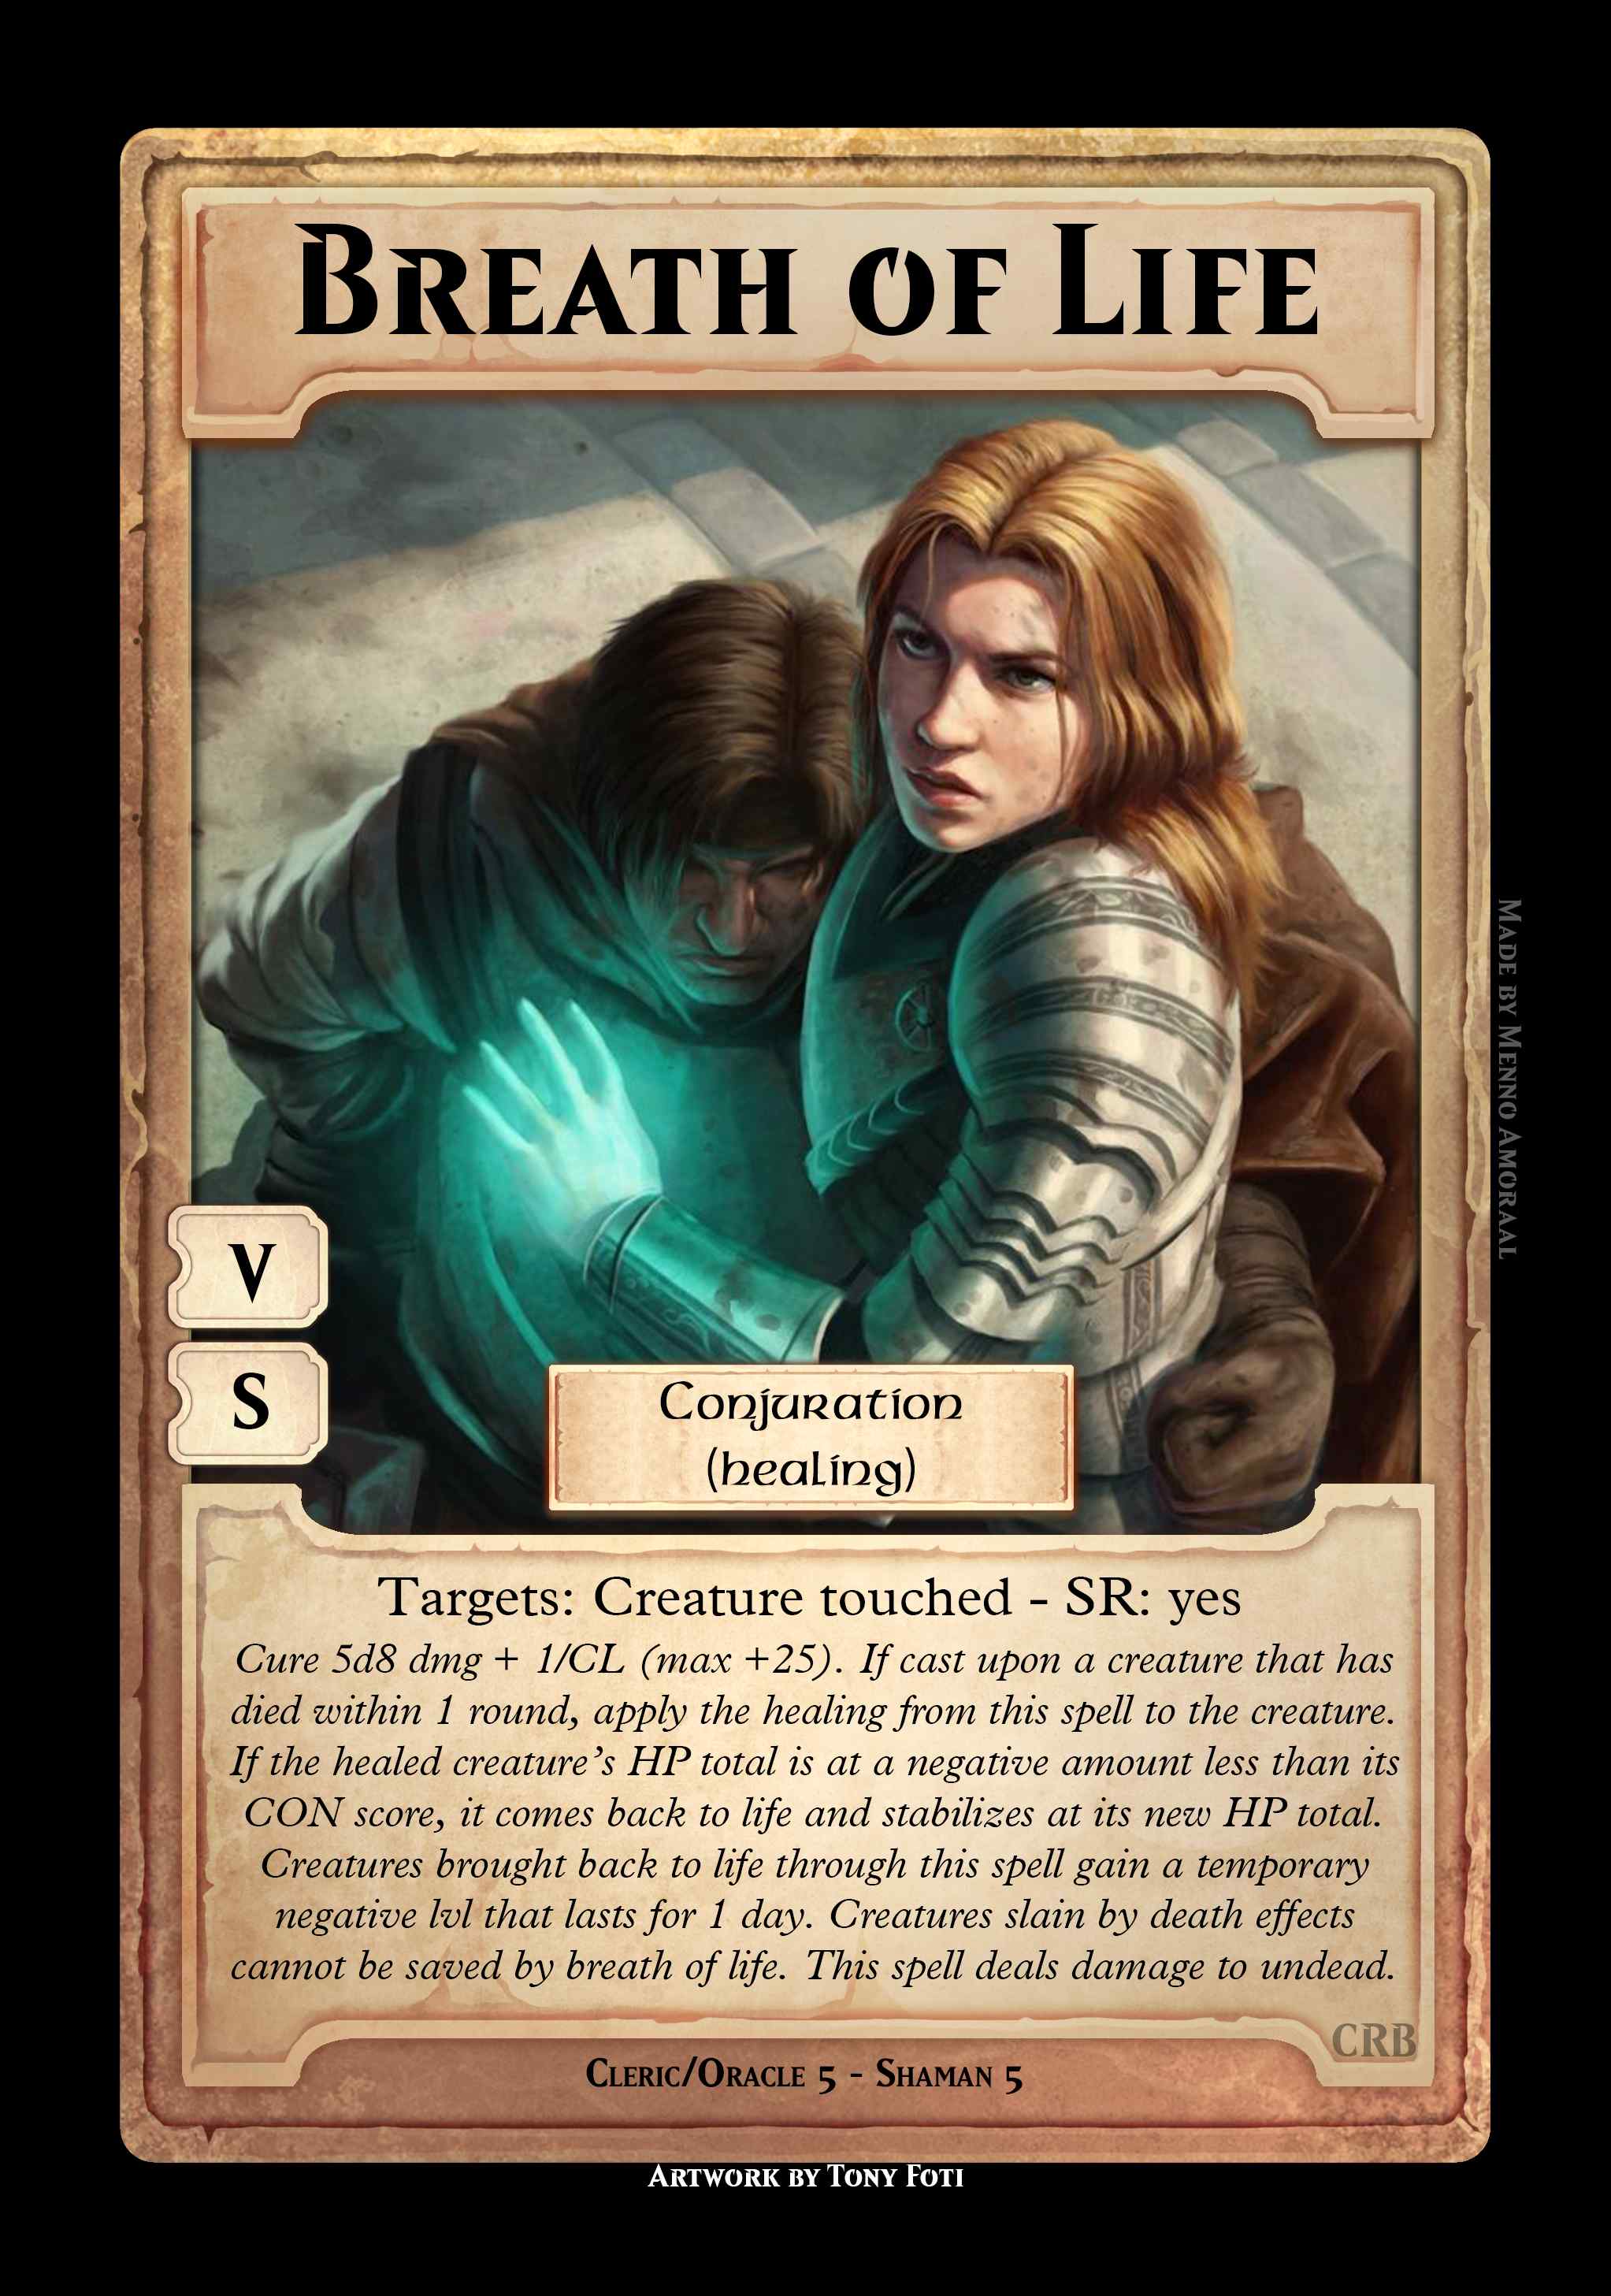 Breath of Life
V
S
Conjuration
(healing)
Targets: Creature touched - SR: yes
Cure 5d8 dmg + 1/CL (max +25). If cast upon a creature that has
died within 1 round, apply the healing from this spell to the creature.
If the healed creature's HP total is at a negative amount less than its
CON score, it comes back to life and stabilizes at its new HP total.
Creatures brought back to life through this spell gain a temporary
negative lvl that lasts for 1 day. Creatures slain by death effects
cannot be saved by breath of life. This spell deals damage to undead.
CRB
Cleric/Oracle 5 - Shaman 5
Artwork by Tony Foti
Made by Menno Amoraal